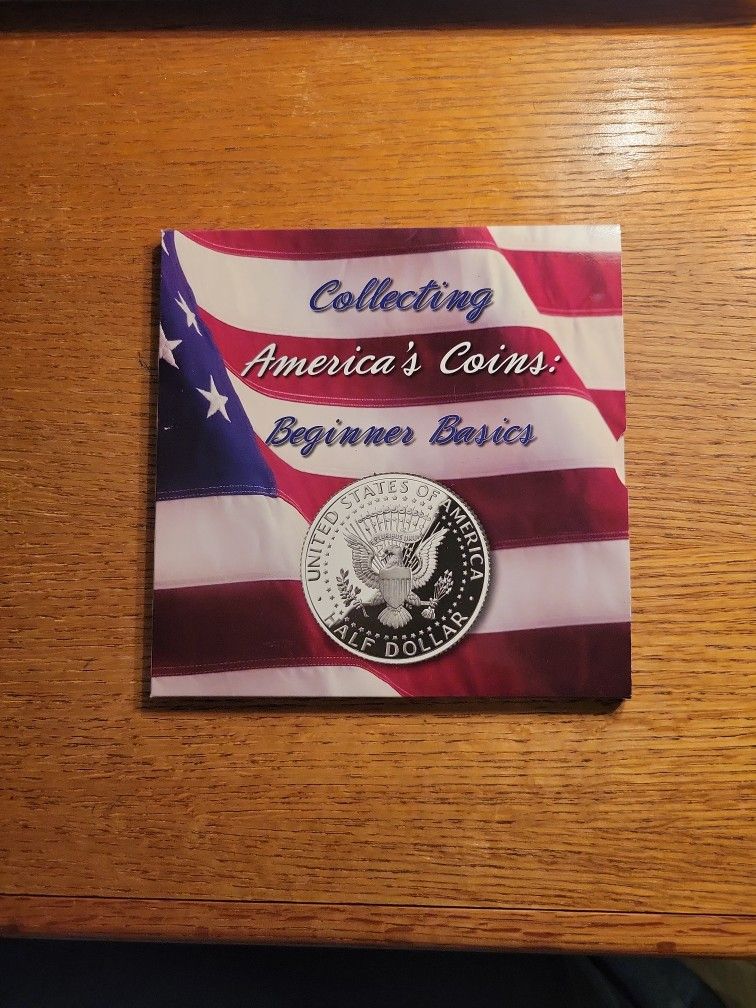 Collecting
America's Coins:
Beginner Basics
UNITED STATES OF AMERICA
HALF DOLLAR